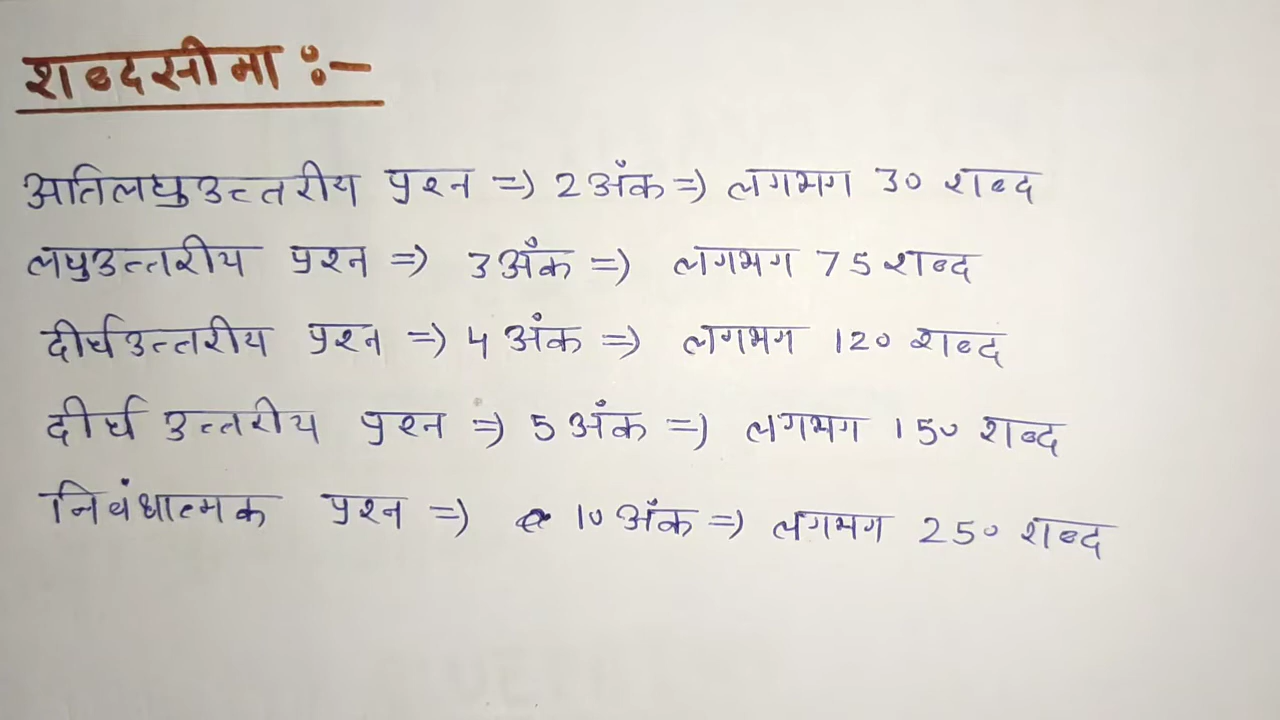 शब्दसीमा :-
अतिलघुउत्तरीय प्रश्न => 2 अंक => लगभग 30 शब्द
लघुउत्तरीय प्रश्न => 3 अंक => लगभग 75 शब्द
दीर्घउत्तरीय प्रश्न => 4 अंक => लगभग 120 शब्द
दीर्घ उत्तरीय प्रश्न => 5 अंक => लगभग 150 शब्द
निवंधात्मक प्रश्न => 10 अंक => लगभग 250 शब्द